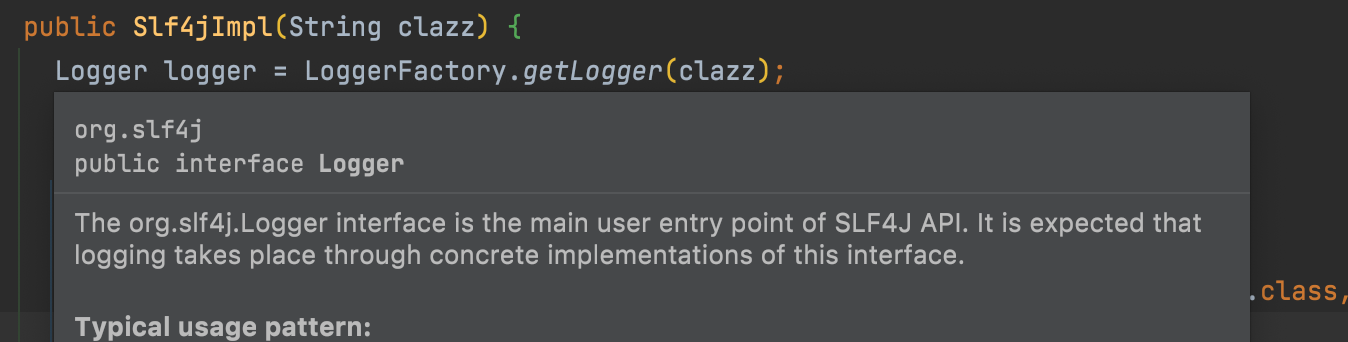 public Slf4jImpl(String clazz) {
Logger logger = LoggerFactory.getLogger(clazz);
org.slf4j
public interface Logger
The org.slf4j.Logger interface is the main user entry point of SLF4J API. It is expected that
logging takes place through concrete implementations of this interface.
.class,
Typical usage pattern: